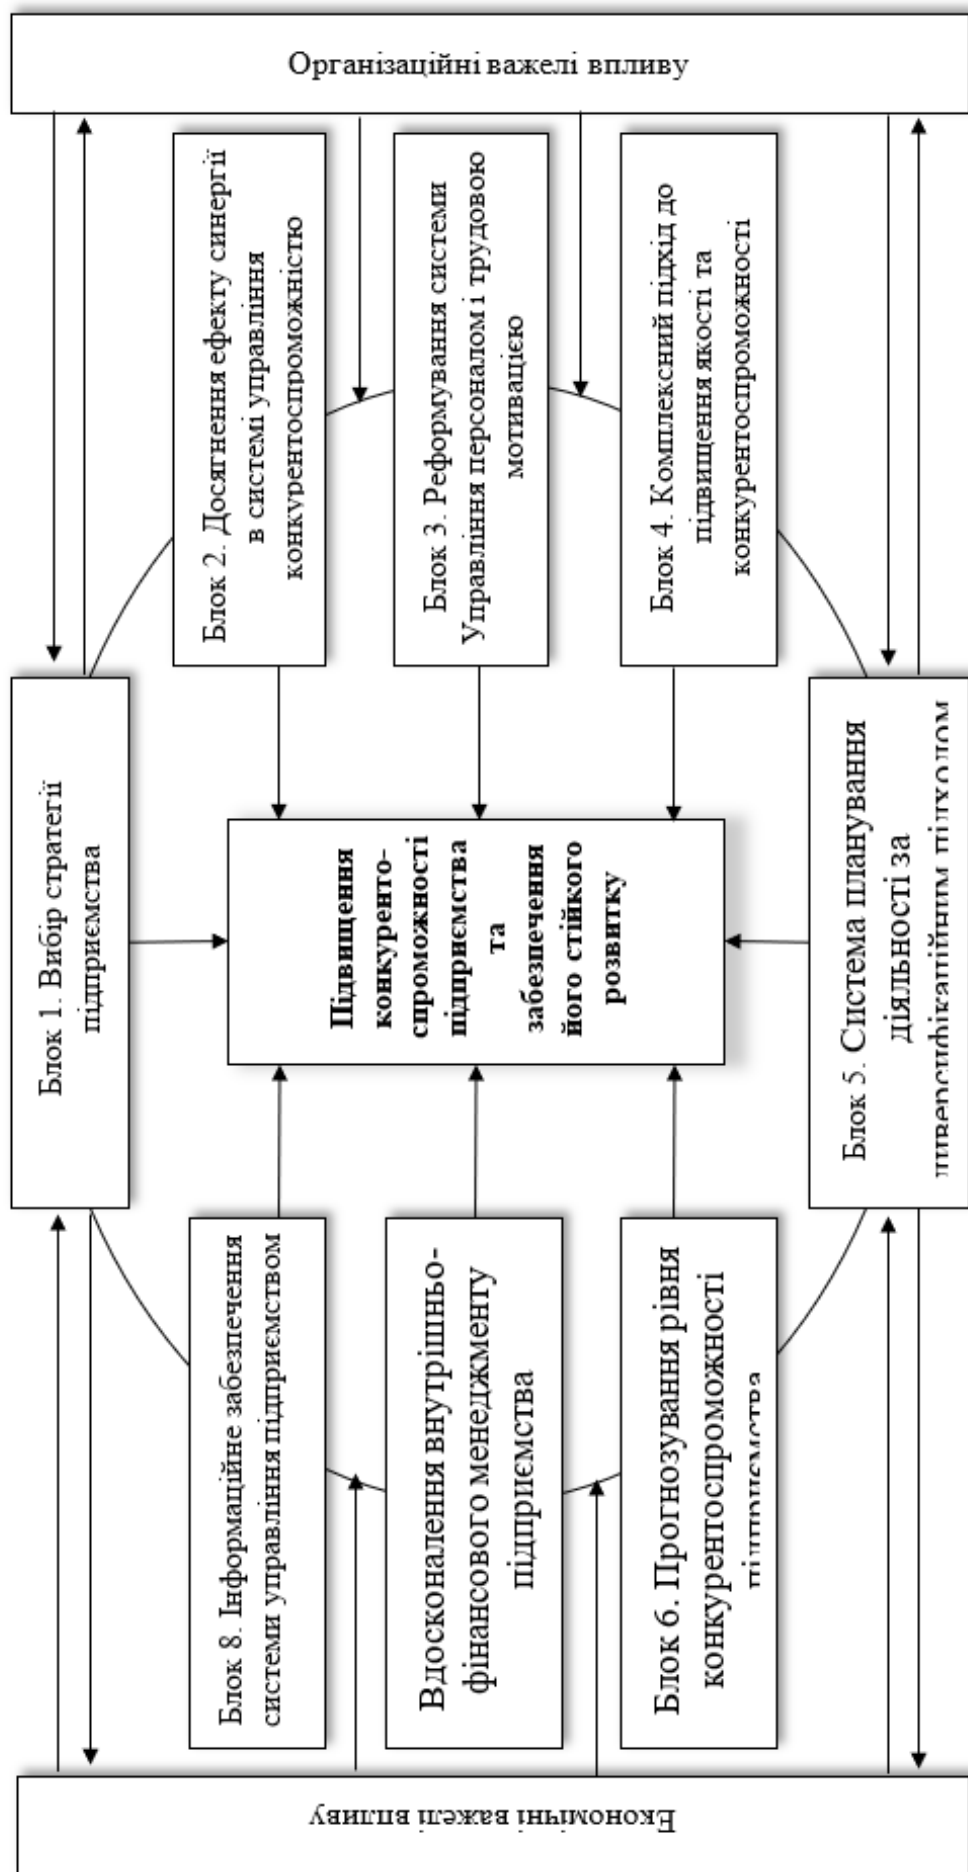 Організаційні важелі впливу
Блок 1. Вибір стратегії
підприємства
Блок 2. Досягнення ефекту синергії
в системі управління
конкурентоспроможністю
Блок 3. Реформування системи
Управління персоналом і трудовою
мотивацією
Блок 4. Комплексний підхід до
підвищення якості та
конкурентоспроможності
Блок 5. Система планування
діяльності за
диверсифікаційним підходом
Підвищення
конкуренто-
спроможності
підприємства
та
забезпечення
його стійкого
розвитку
Блок 8. Інформаційне забезпечення
системи управління підприємством
Вдосконалення внутрішньо-
фінансового менеджменту
підприємства
Блок 6. Прогнозування рівня
конкурентоспроможності
підприємства
Економічні важелі впливу